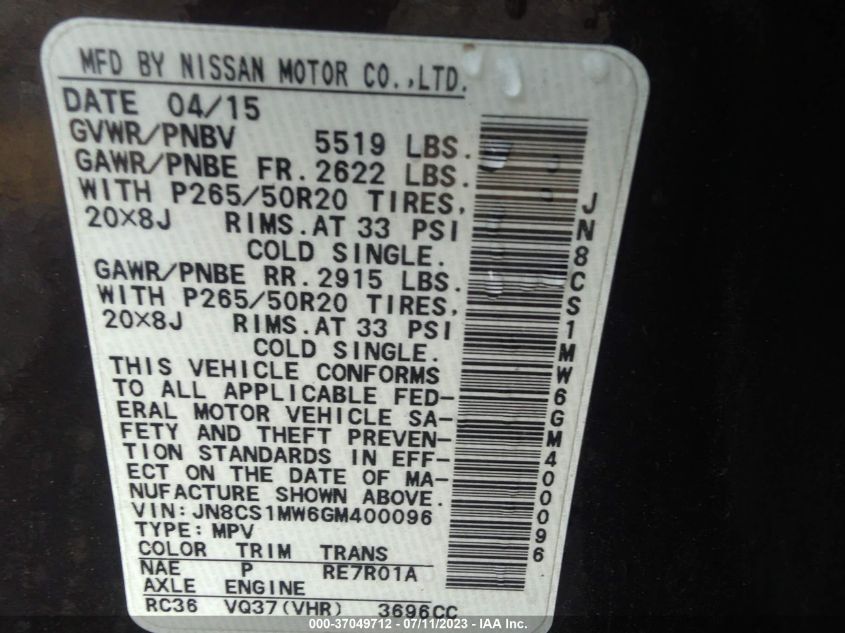 MFD BY NISSAN MOTOR CO.,LTD.
DATE 04/15
GVWR/PNBV 5519 LBS.
GAWR/PNBE FR. 2622 LBS.
WITH P265/50R20 TIRES,
20×8J RIMS. AT 33 PSI
COLD SINGLE.
GAWR/PNBE RR. 2915 LBS.
WITH P265/50R20 TIRES,
20×8J RIMS. AT 33 PSI
COLD SINGLE.
THIS VEHICLE CONFORMS
TO ALL APPLICABLE FED-
ERAL MOTOR VEHICLE SA-
FETY AND THEFT PREVEN-
TION STANDARDS IN EFF-
ECT ON THE DATE OF MA-
NUFACTURE SHOWN ABOVE.
VIN: JN8CS1MW6GM400096
TYPE: MPV
COLOR TRIM TRANS
NAE P RE7R01A
AXLE ENGINE
RC36 VQ37(VHR) 3696CC
JN8CS1MW6GM400096
000-37049712 - 07/11/2023 - IAA Inc.